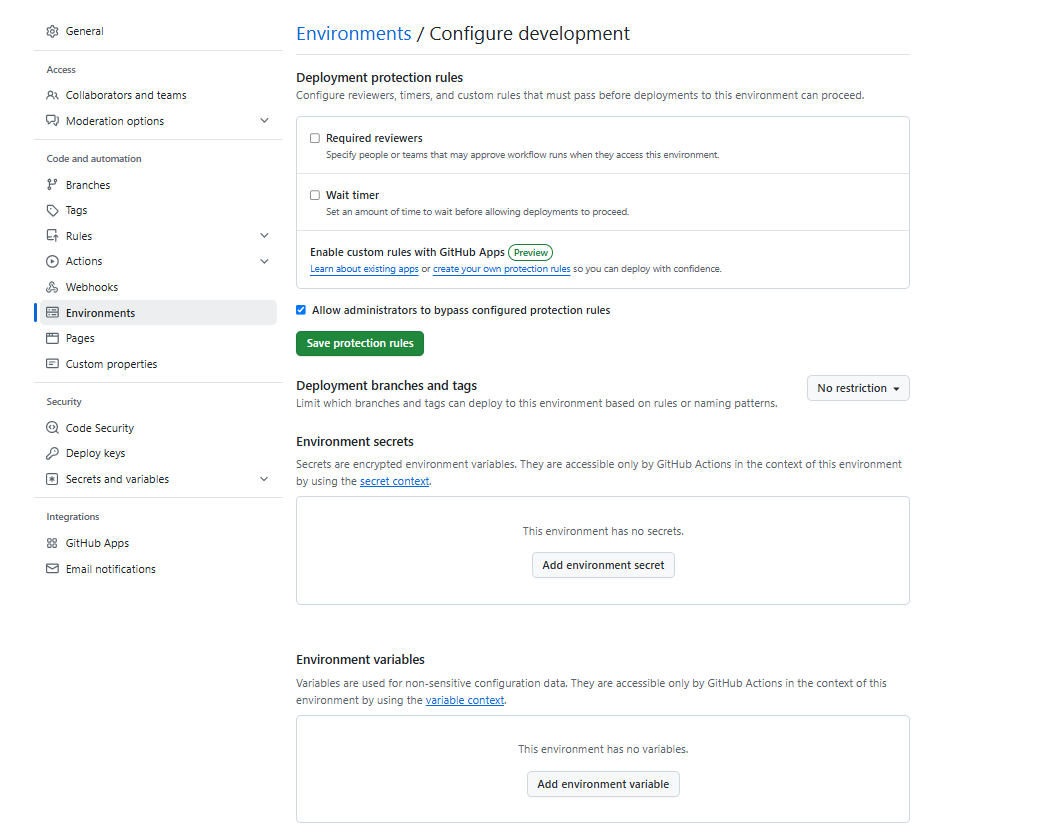 General
Access
Collaborators and teams
Moderation options
Code and automation
Branches
Tags
Rules
Actions
Webhooks
Environments
Pages
Custom properties
Security
Code Security
Deploy keys
Secrets and variables
Integrations
GitHub Apps
Email notifications
Environments / Configure development
Deployment protection rules
Configure reviewers, timers, and custom rules that must pass before deployments to this environment can proceed.
Required reviewers
Specify people or teams that may approve workflow runs when they access this environment.
Wait timer
Set an amount of time to wait before allowing deployments to proceed.
Enable custom rules with GitHub Apps Preview
Learn about existing apps or create your own protection rules so you can deploy with confidence.
Allow administrators to bypass configured protection rules
Save protection rules
Deployment branches and tags
Limit which branches and tags can deploy to this environment based on rules or naming patterns.
No restriction
Environment secrets
Secrets are encrypted environment variables. They are accessible only by GitHub Actions in the context of this environment
by using the secret context.
This environment has no secrets.
Add environment secret
Environment variables
Variables are used for non-sensitive configuration data. They are accessible only by GitHub Actions in the context of this
environment by using the variable context.
This environment has no variables.
Add environment variable